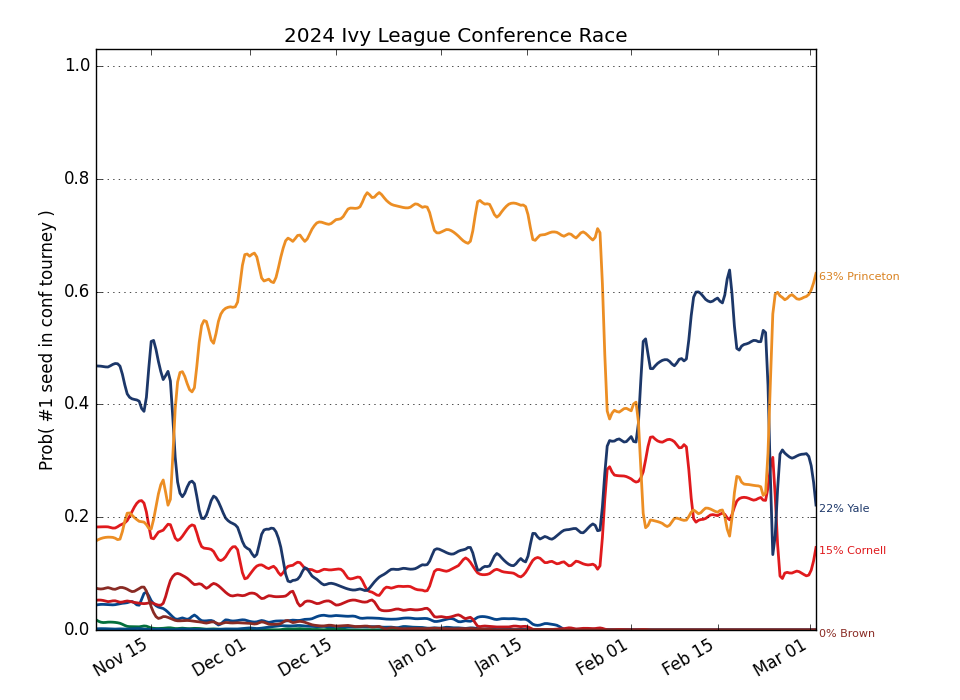 2024 Ivy League Conference Race
Prob( #1 seed in conf tourney )
1.0
0.8
0.6
0.4
0.2
0.0
63% Princeton
22% Yale
15% Cornell
0% Brown
Nov 15
Dec 01
Dec 15
Jan 01
Jan 15
Feb 01
Feb 15
Mar 01